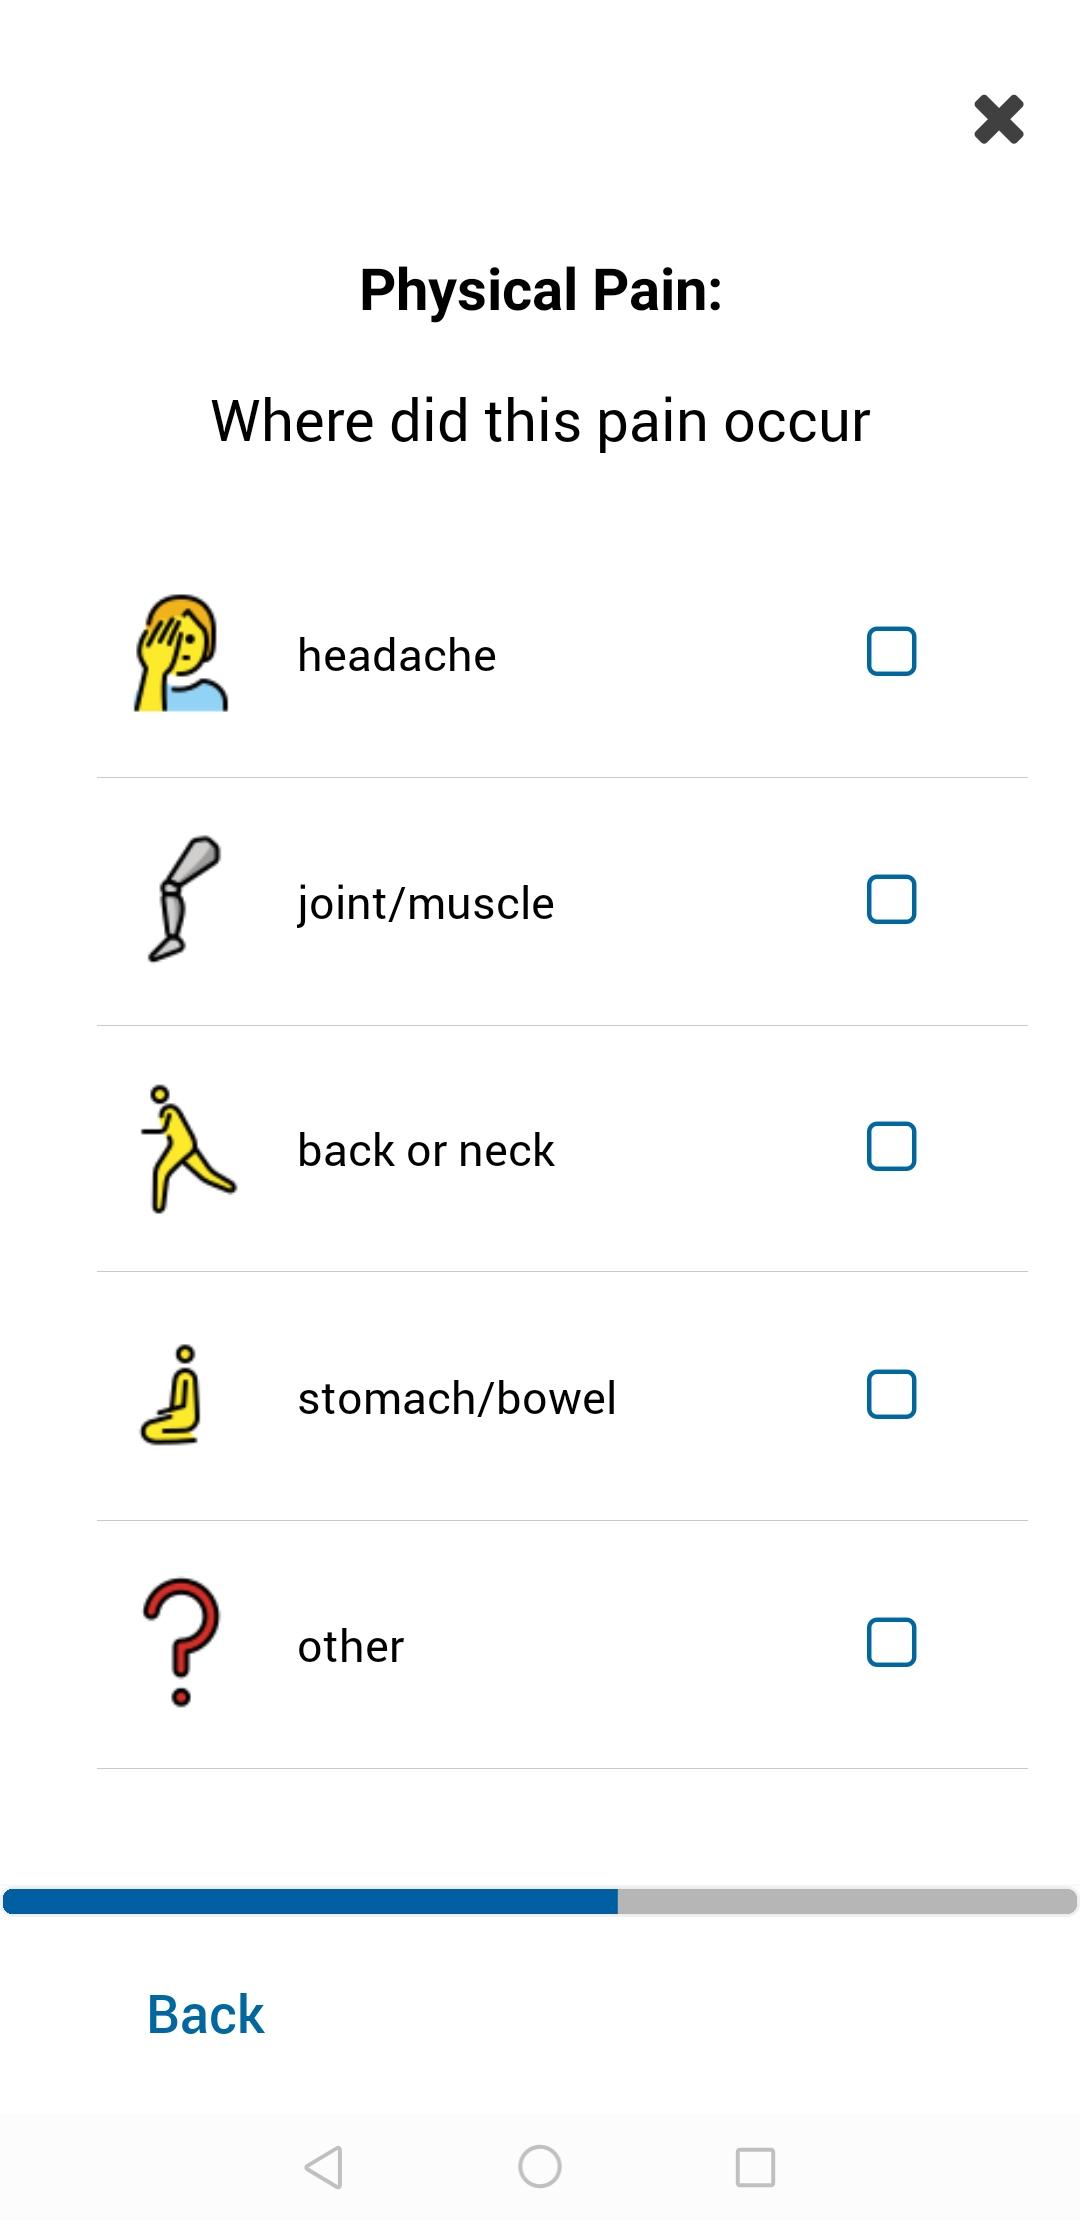 Physical Pain:
Where did this pain occur
headache
joint/muscle
back or neck
stomach/bowel
other
Back